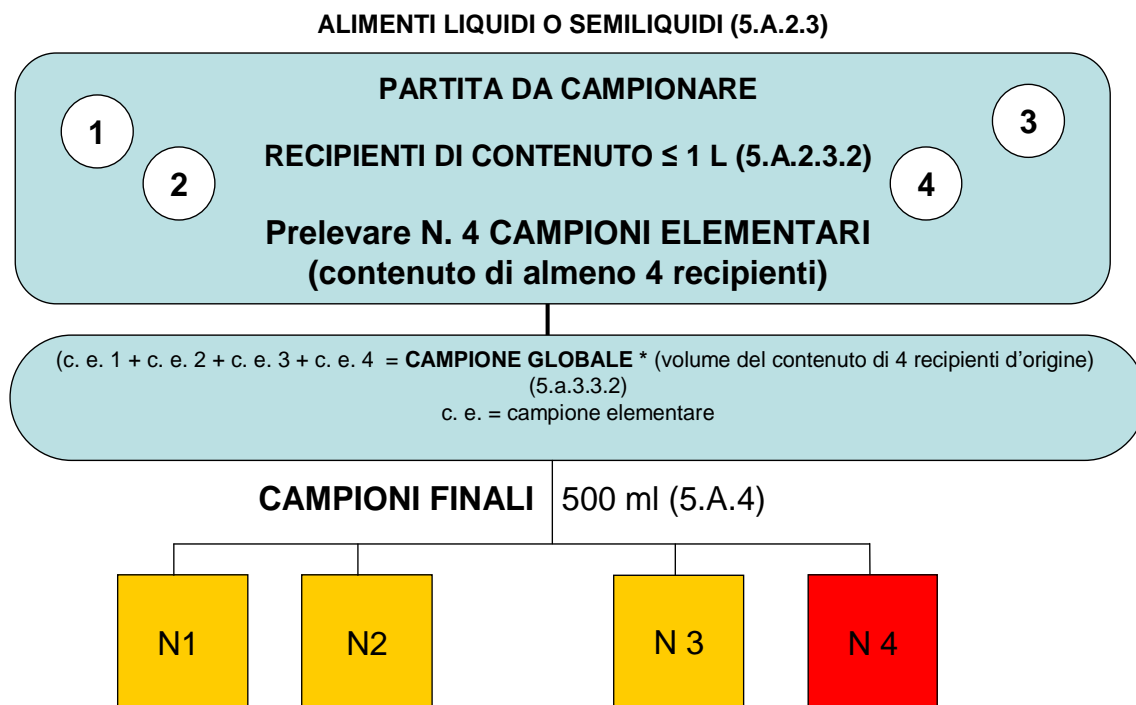 ALIMENTI LIQUIDI O SEMILIQUIDI (5.A.2.3)
PARTITA DA CAMPIONARE
1
3
RECIPIENTI DI CONTENUTO ≤ 1 L (5.A.2.3.2)
2
4
Prelevare N. 4 CAMPIONI ELEMENTARI
(contenuto di almeno 4 recipienti)
(c. e. 1 + c. e. 2 + c. e. 3 + c. e. 4 = CAMPIONE GLOBALE * (volume del contenuto di 4 recipienti d’origine)
(5.a.3.3.2)
c. e. = campione elementare
CAMPIONI FINALI 500 ml (5.A.4)
N1
N2
N 3
N 4